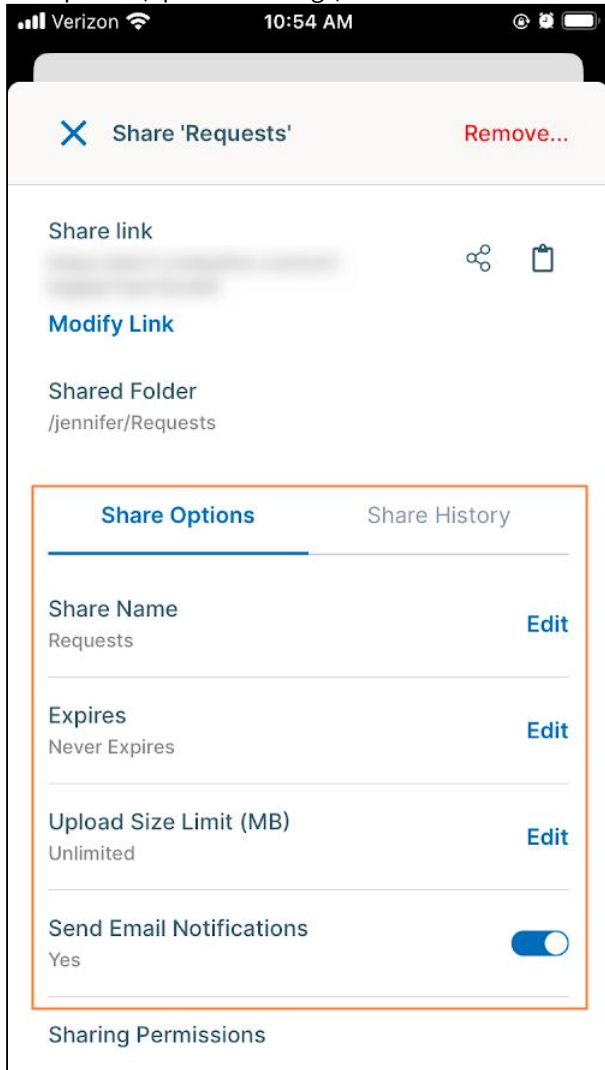 Verizon 10:54 AM
Share 'Requests' Remove...
Share link
Modify Link
Shared Folder
/jennifer/Requests
Share Options Share History
Share Name
Requests
Edit
Expires
Never Expires
Edit
Upload Size Limit (MB)
Unlimited
Edit
Send Email Notifications
Yes
Sharing Permissions